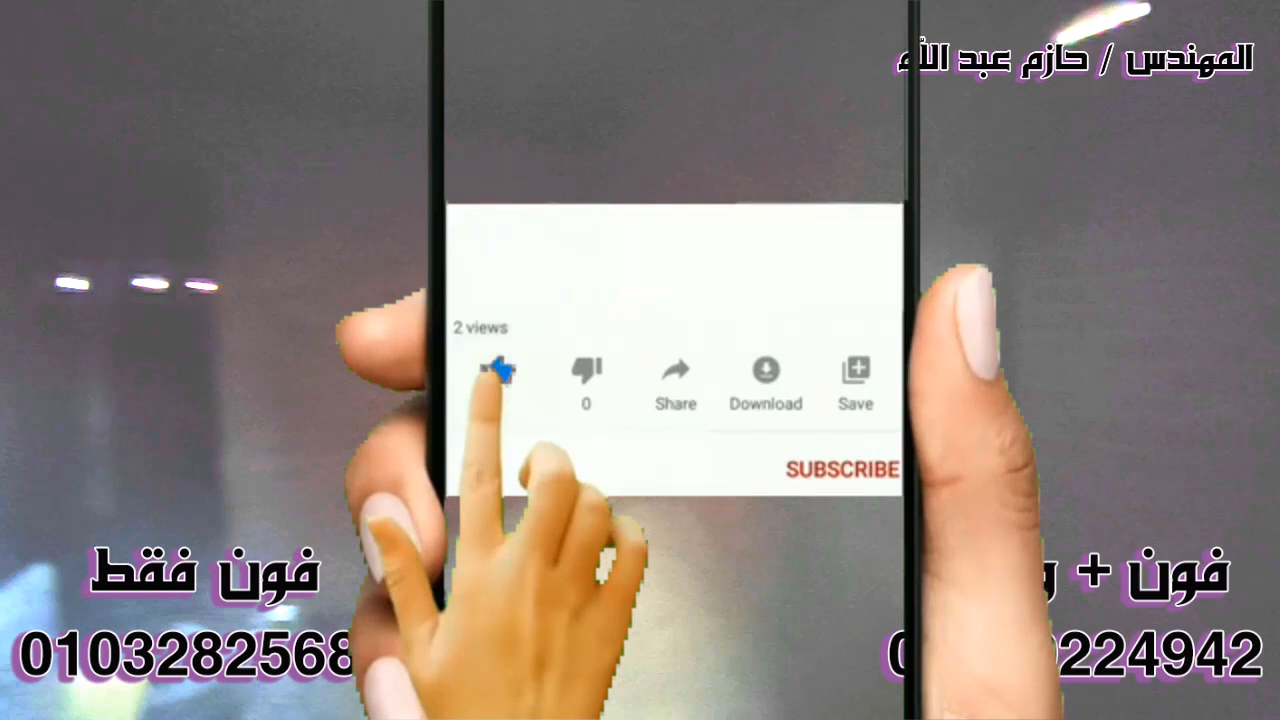 المهندس / حازم عبد الله
2 views
0
Share
Download
Save
SUBSCRIBE
فون فقط
فون +
0103282568
224942